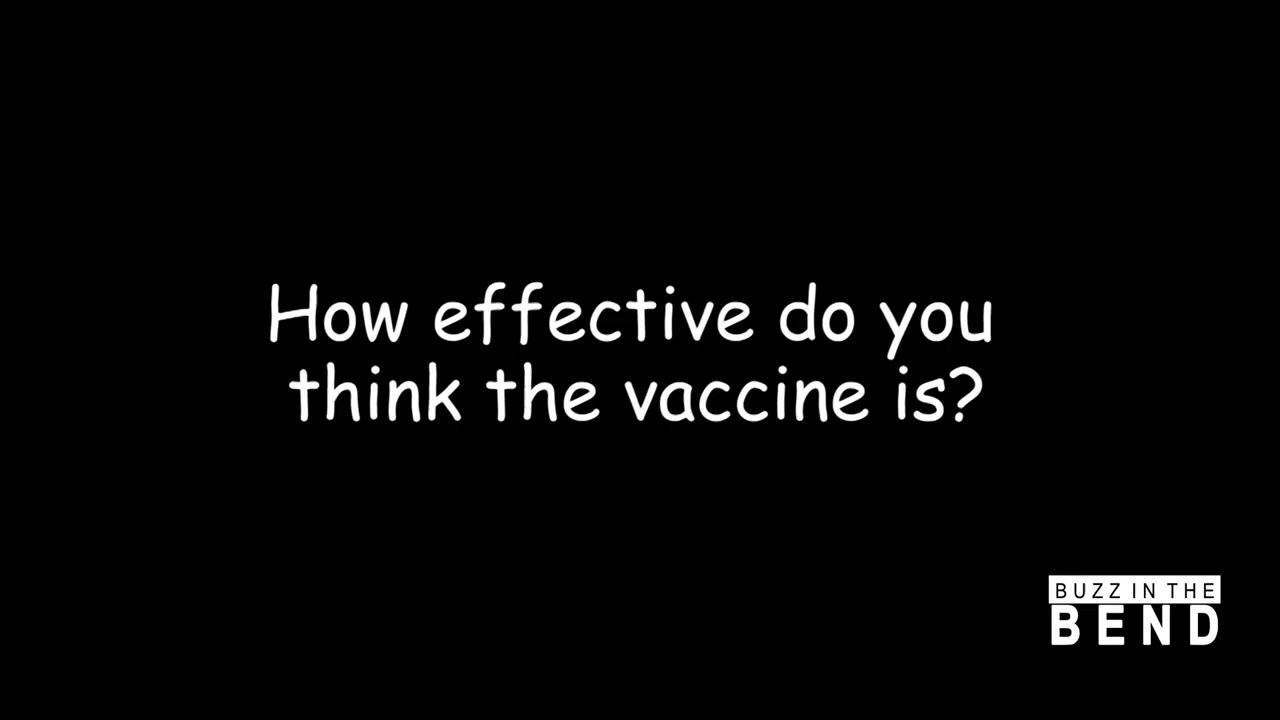 How effective do you
think the vaccine is?
BUZZ IN THE
BEND